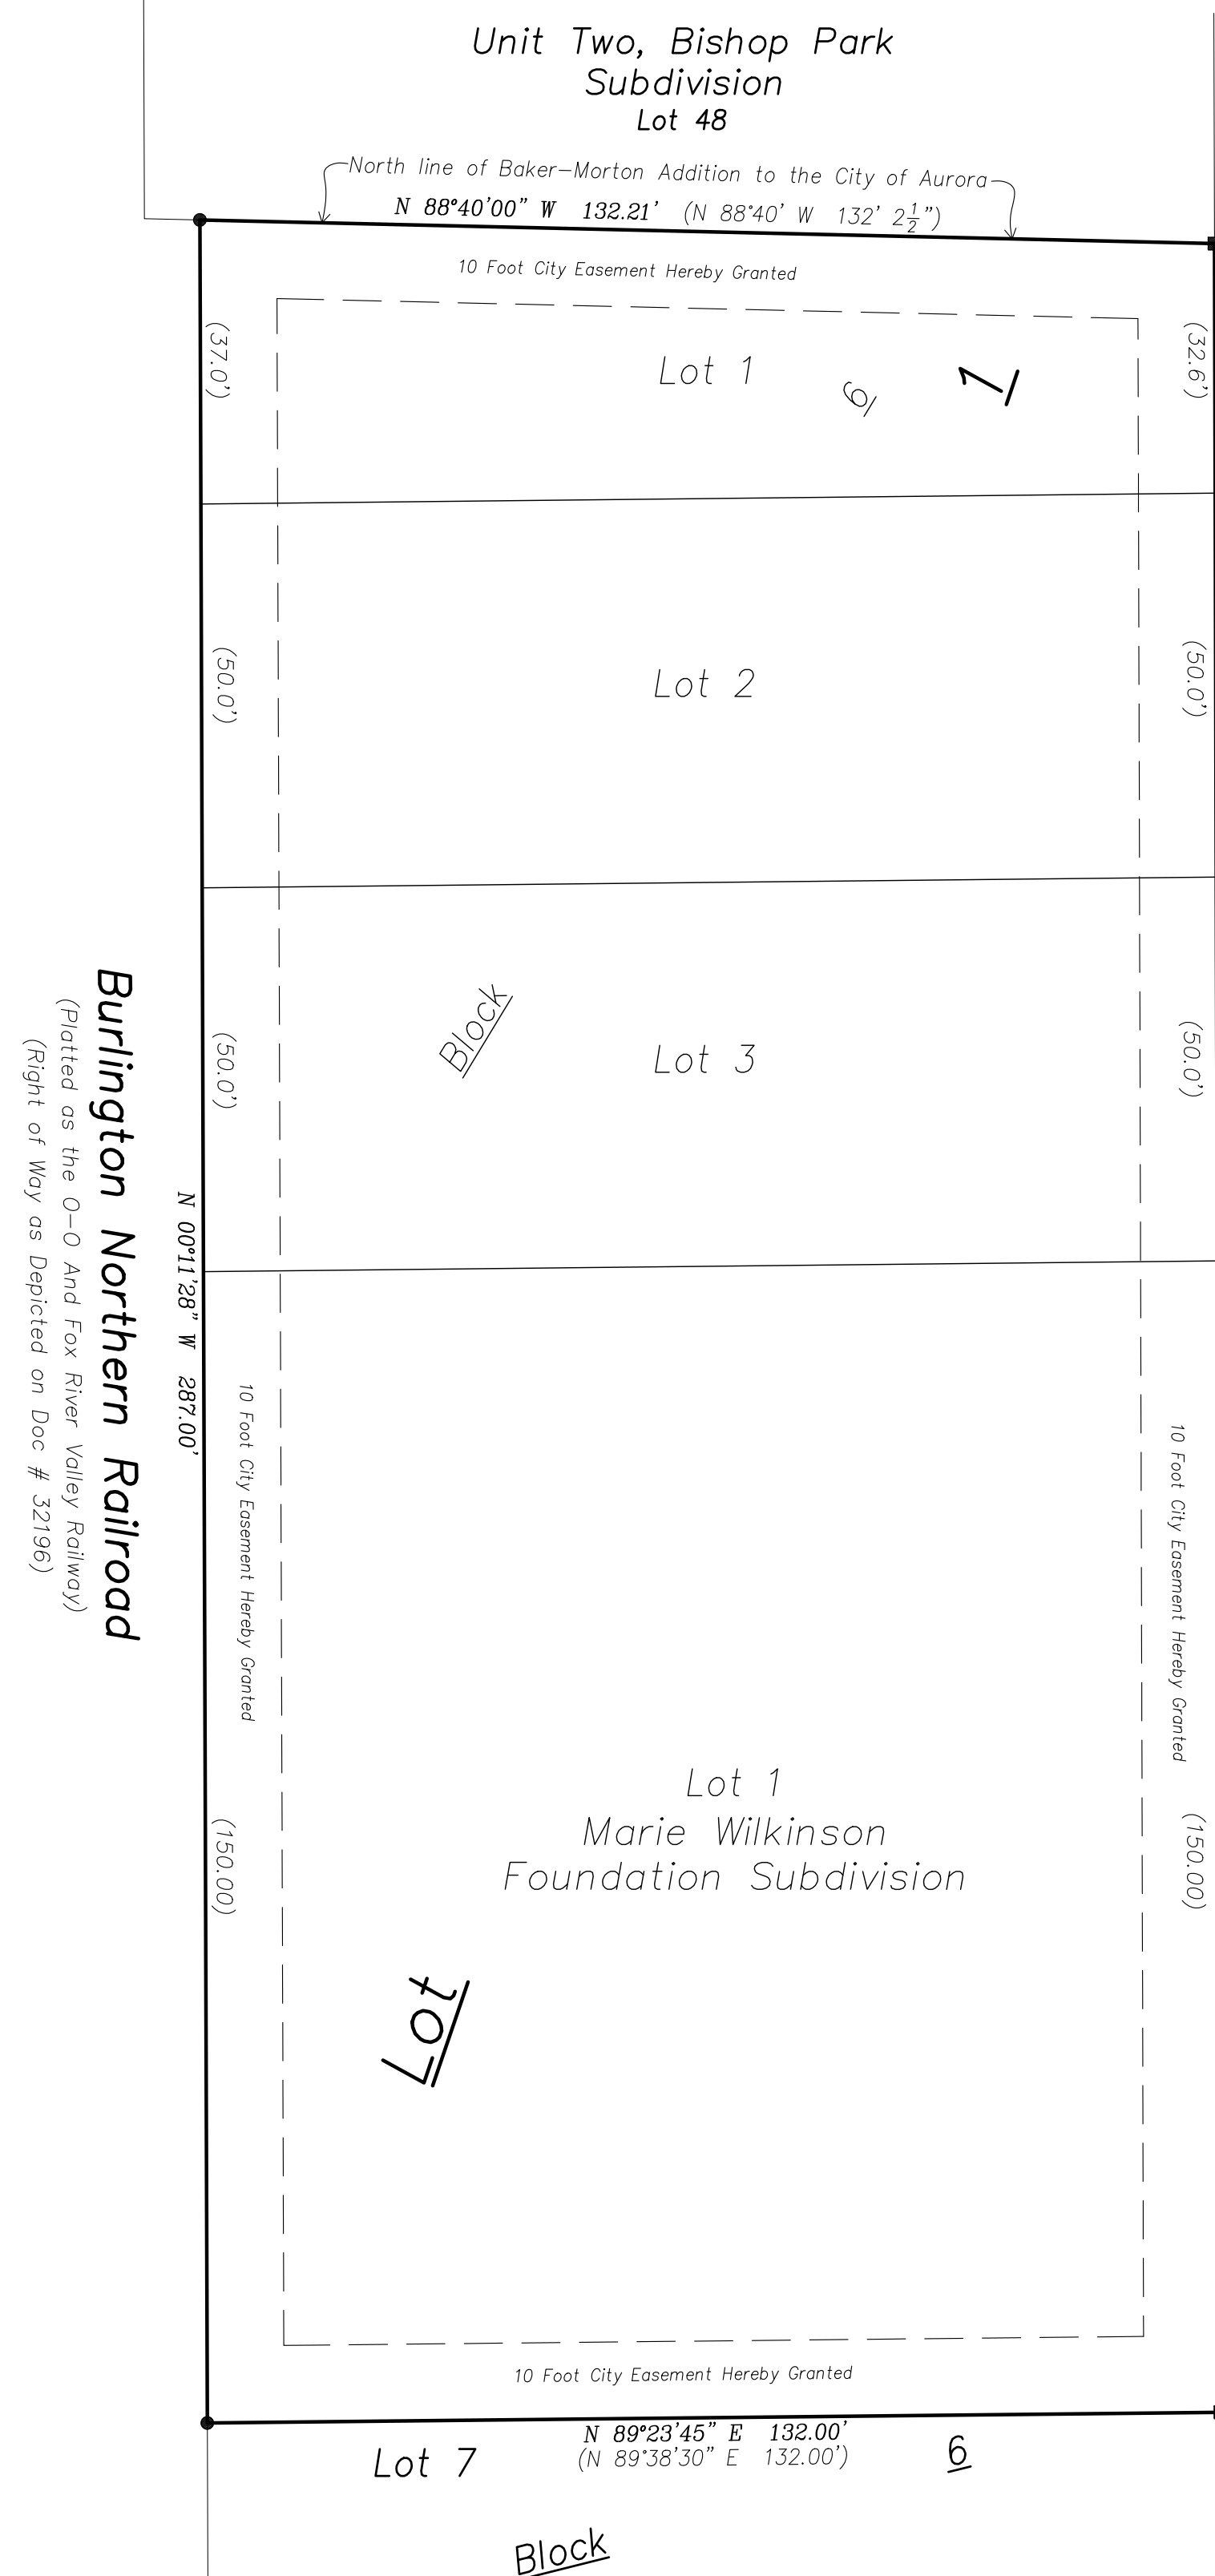 Unit Two, Bishop Park
Subdivision
Lot 48
North line of Baker-Morton Addition to the City of Aurora
N 88°40'00" W 132.21' (N 88°40' W 132' 2½")
10 Foot City Easement Hereby Granted
(37.0')
Lot 1
6
1
(32.6')
(50.0')
Lot 2
(50.0')
Block
(50.0')
Lot 3
(50.0')
Burlington Northern Railroad
(Platted as the O-O And Fox River Valley Railway)
(Right of Way as Depicted on Doc # 32196)
N 00°11'28" W 287.00'
10 Foot City Easement Hereby Granted
10 Foot City Easement Hereby Granted
Lot 1
Marie Wilkinson
Foundation Subdivision
(150.00)
(150.00)
Lot
10 Foot City Easement Hereby Granted
N 89°23'45" E 132.00'
(N 89°38'30" E 132.00')
Lot 7
6
Block